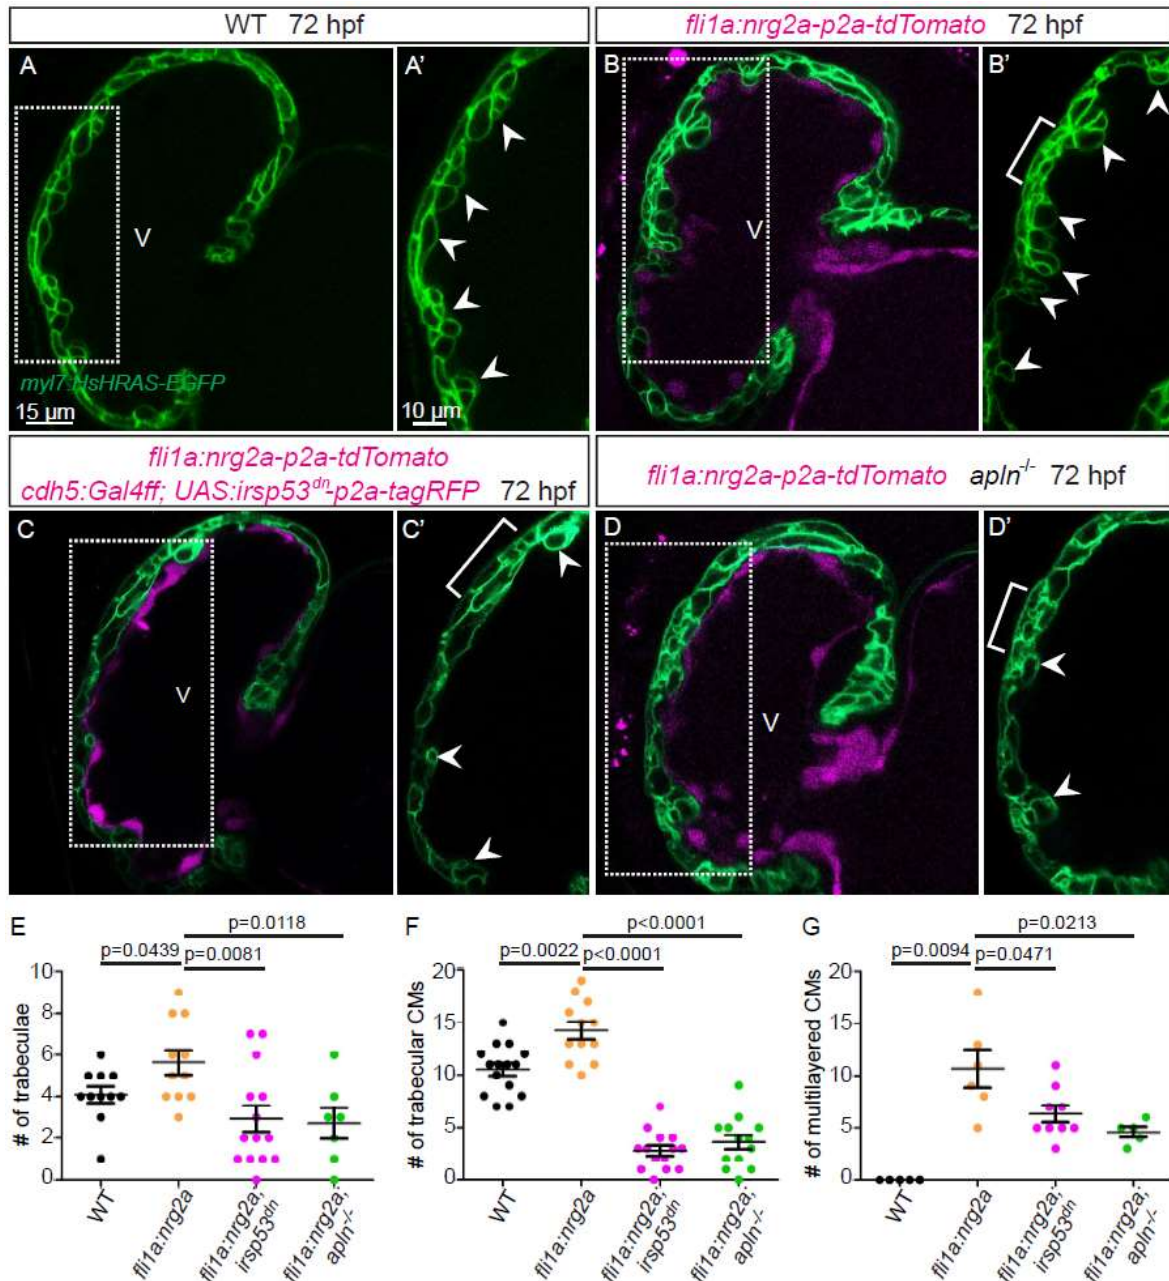 WT 72 hpf
fli1a:nrg2a-p2a-tdTomato 72 hpf
A
A'
B
B'
V
V
myl7:HsHRAS-EGFP
15 µm
10 µm
fli1a:nrg2a-p2a-tdTomato
cdh5:Gal4ff; UAS:irsp53dn-p2a-tagRFP 72 hpf
fli1a:nrg2a-p2a-tdTomato apln-/- 72 hpf
C
C'
D
D'
V
V
E
p=0.0118
p=0.0439
p=0.0081
# of trabeculae
10
8
6
4
2
0
WT
fli1a:nrg2a
fli1a:nrg2a;
irsp53dn
fli1a:nrg2a;
apln-/-
F
p<0.0001
p=0.0022
p<0.0001
# of trabecular CMs
20
15
10
5
0
WT
fli1a:nrg2a
fli1a:nrg2a;
irsp53dn
fli1a:nrg2a;
apln-/-
G
p=0.0213
p=0.0094
p=0.0471
# of multilayered CMs
20
15
10
5
0
WT
fli1a:nrg2a
fli1a:nrg2a;
irsp53dn
fli1a:nrg2a;
apln-/-